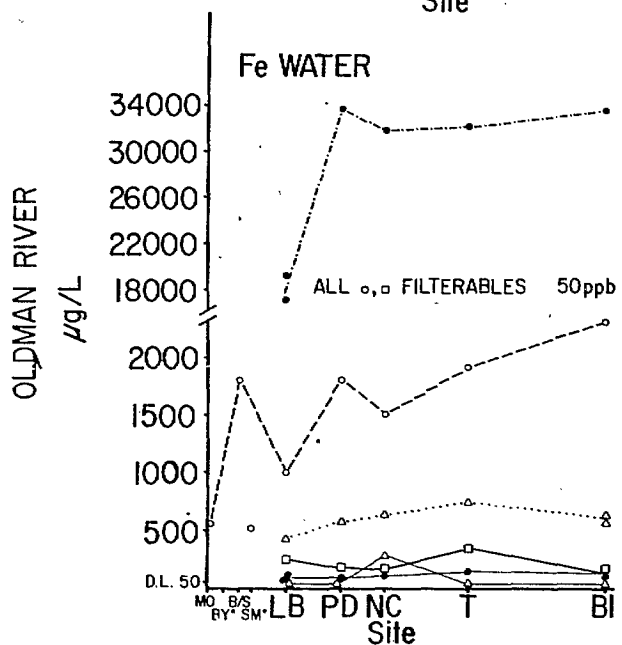 Site
Fe WATER
34000
30000
26000
22000
18000
ALL ○,□ FILTERABLES 50ppb
2000
1500
1000
500
D.L. 50
OLDMAN RIVER
µg/L
MO BY* B/S SM* LB PD NC T BI
Site